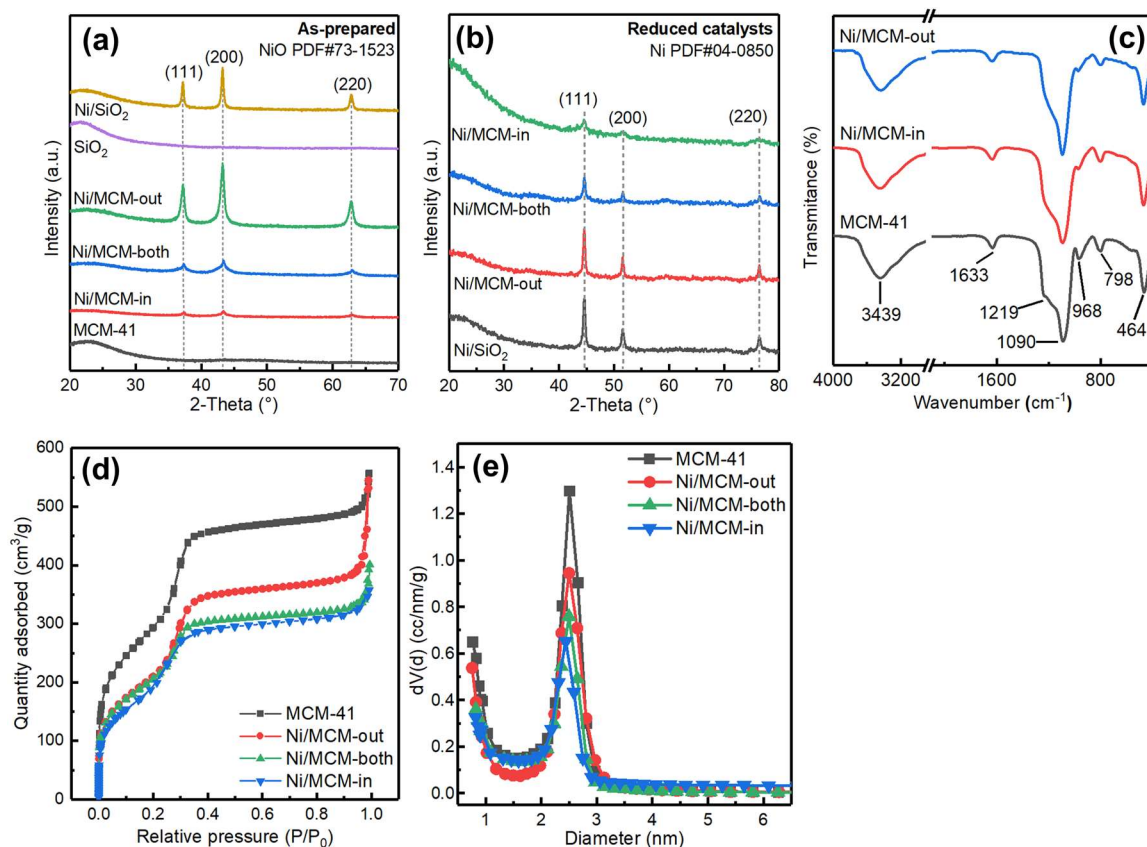 (a)
As-prepared
NiO PDF#73-1523
(111)
(200)
(220)
Ni/SiO₂
SiO₂
Ni/MCM-out
Ni/MCM-both
Ni/MCM-in
MCM-41
Intensity (a.u.)
20 30 40 50 60 70
2-Theta (°)
(b)
Reduced catalysts
Ni PDF#04-0850
(111)
(200)
(220)
Ni/MCM-in
Ni/MCM-both
Ni/MCM-out
Ni/SiO₂
Intensity (a.u.)
20 30 40 50 60 70 80
2-Theta (°)
(c)
Ni/MCM-out
Ni/MCM-in
MCM-41
3439
1633
1219
1090
968
798
464
Transmitance (%)
4000 3200 1600 800
Wavenumber (cm⁻¹)
(d)
600
500
400
300
200
100
0
Quantity adsorbed (cm³/g)
MCM-41
Ni/MCM-out
Ni/MCM-both
Ni/MCM-in
0.0 0.2 0.4 0.6 0.8 1.0
Relative pressure (P/P₀)
(e)
1.4
1.2
1.0
0.8
0.6
0.4
0.2
0.0
dV(d) (cc/nm/g)
MCM-41
Ni/MCM-out
Ni/MCM-both
Ni/MCM-in
1 2 3 4 5 6
Diameter (nm)